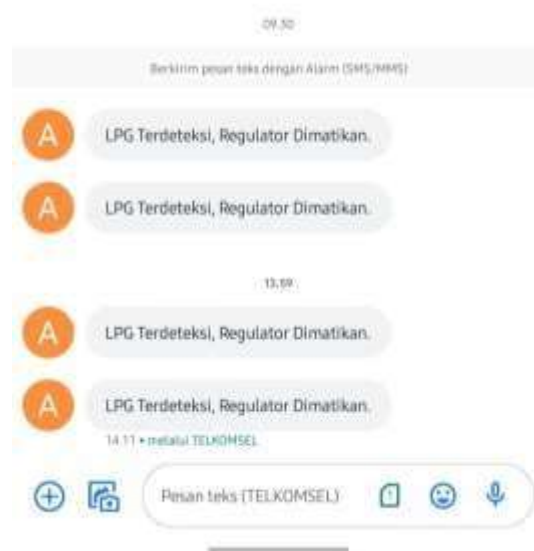 09.30
Berkirim pesan teks dengan Alarm (SMS/MMS)
A
LPG Terdeteksi, Regulator Dimatikan.
A
LPG Terdeteksi, Regulator Dimatikan.
13.59
A
LPG Terdeteksi, Regulator Dimatikan.
A
LPG Terdeteksi, Regulator Dimatikan.
14.11 • melalui TELKOMSEL
Pesan teks (TELKOMSEL)